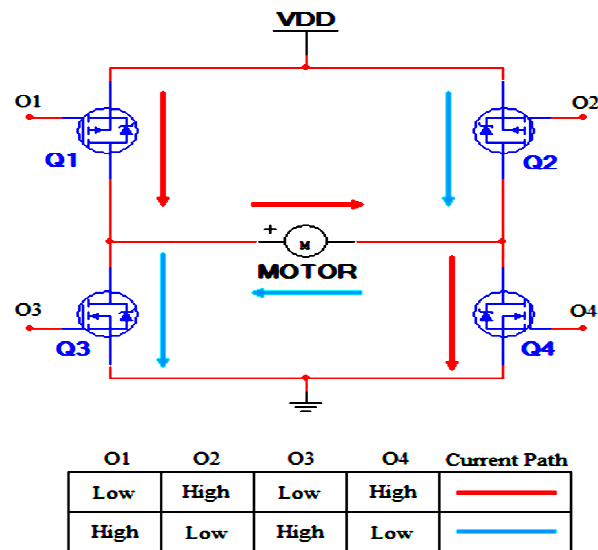 VDD
O1
O2
Q1
Q2
+
M
MOTOR
O3
O4
Q3
Q4
O1 O2 O3 O4 Current Path
Low High Low High
High Low High Low